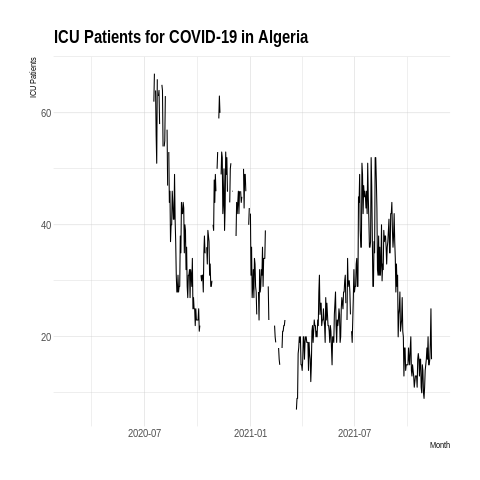 ICU Patients for COVID-19 in Algeria
ICU Patients
60
40
20
2020-07
2021-01
2021-07
Month